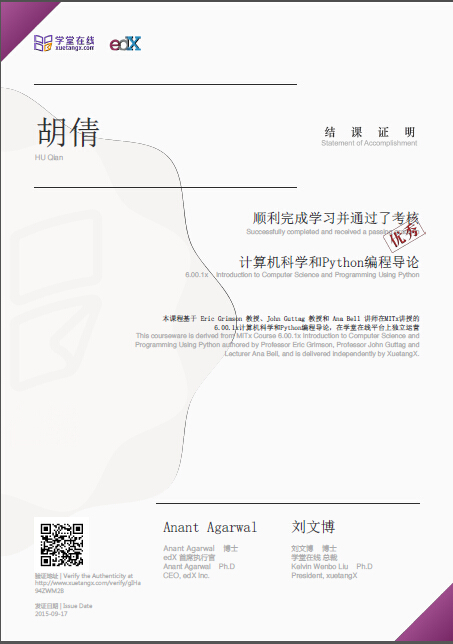 学堂在线
xuetangx.com
edX
胡倩
HU Qian
结 课 证 明
Statement of Accomplishment
顺利完成学习并通过了考核
Successfully completed and received a passing
优秀
计算机科学和Python编程导论
6.00.1x Introduction to Computer Science and Programming Using Python
本课程基于 Eric Grimson 教授、John Guttag 教授和 Ana Bell 讲师在MITx讲授的
6.00.1x计算机科学和Python编程导论，在学堂在线平台上独立运营
This courseware is derived from MITx Course 6.00.1x Introduction to Computer Science and
Programming Using Python authored by Professor Eric Grimson, Professor John Guttag and
Lecturer Ana Bell, and is delivered independently by XuetangX.
Anant Agarwal
Anant Agarwal 博士
edX 首席执行官
Anant Agarwal Ph.D
CEO, edX Inc.
刘文博
刘文博 博士
学堂在线 总裁
Kelvin Wenbo Liu Ph.D
President, xuetangX
验证地址 | Verify the Authenticity at
http://www.xuetangx.com/verify/glHa
94ZWM28
发证日期 | Issue Date
2015-09-17